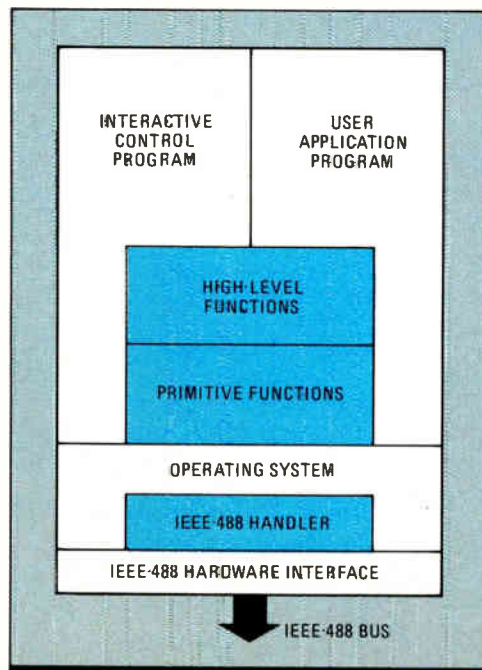 INTERACTIVE
CONTROL
PROGRAM
USER
APPLICATION
PROGRAM
HIGH-LEVEL
FUNCTIONS
PRIMITIVE FUNCTIONS
OPERATING SYSTEM
IEEE-488 HANDLER
IEEE-488 HARDWARE INTERFACE
IEEE-488 BUS